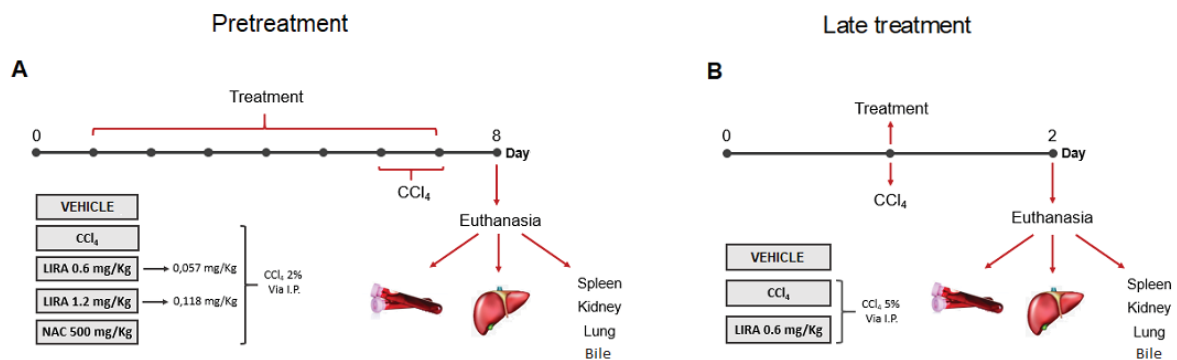 Pretreatment
A
Treatment
0
8
Day
CCl₄
Euthanasia
VEHICLE
CCl₄
LIRA 0.6 mg/Kg
0,057 mg/Kg
LIRA 1.2 mg/Kg
0,118 mg/Kg
NAC 500 mg/Kg
CCl₄ 2%
Via I.P.
Spleen
Kidney
Lung
Bile
Late treatment
B
Treatment
0
2
Day
CCl₄
Euthanasia
VEHICLE
CCl₄
LIRA 0.6 mg/Kg
CCl₄ 5%
Via I.P.
Spleen
Kidney
Lung
Bile